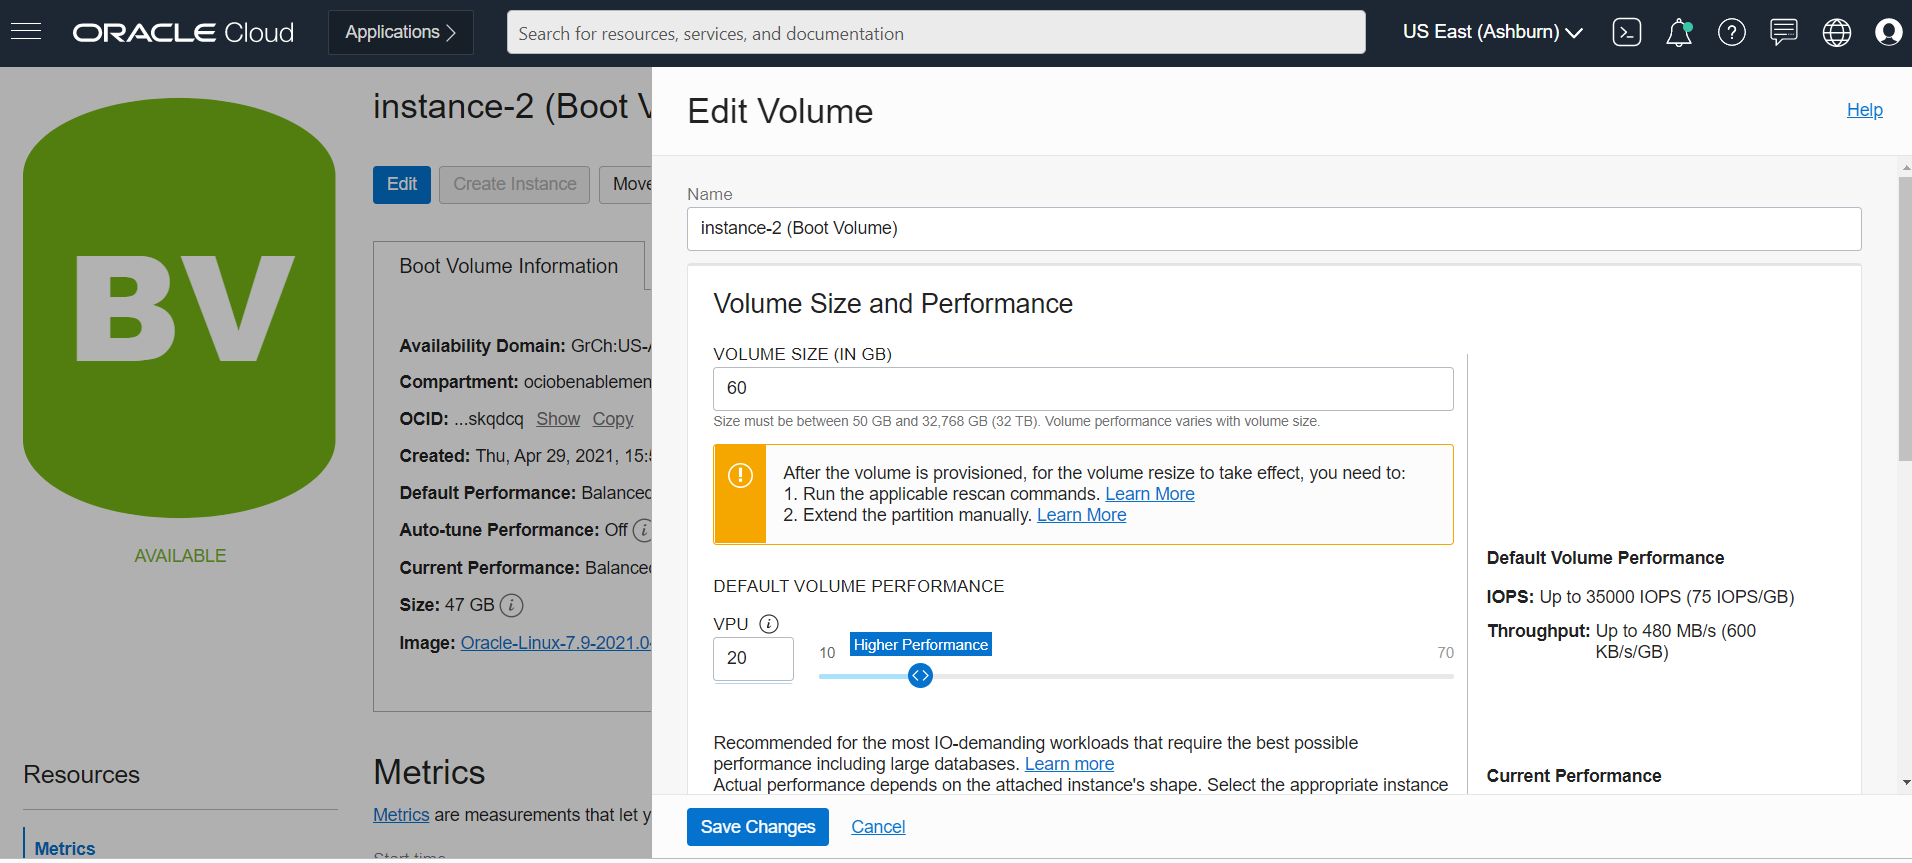 ORACLE Cloud
Applications
Search for resources, services, and documentation
US East (Ashburn)
BV
AVAILABLE
Resources
Metrics
instance-2 (Boot V
Edit
Create Instance
Move
Boot Volume Information
Availability Domain: GrCh:US-
Compartment: ociobenablemen
OCID: ...skqdcq Show Copy
Created: Thu, Apr 29, 2021, 15:
Default Performance: Balanced
Auto-tune Performance: Off
Current Performance: Balanced
Size: 47 GB
Image: Oracle-Linux-7.9-2021.0
Metrics
Metrics are measurements that let y
Start time
Edit Volume
Help
Name
instance-2 (Boot Volume)
Volume Size and Performance
VOLUME SIZE (IN GB)
60
Size must be between 50 GB and 32,768 GB (32 TB). Volume performance varies with volume size.
After the volume is provisioned, for the volume resize to take effect, you need to:
1. Run the applicable rescan commands. Learn More
2. Extend the partition manually. Learn More
DEFAULT VOLUME PERFORMANCE
VPU
20
10
Higher Performance
70
Recommended for the most IO-demanding workloads that require the best possible
performance including large databases. Learn more
Actual performance depends on the attached instance's shape. Select the appropriate instance
Default Volume Performance
IOPS: Up to 35000 IOPS (75 IOPS/GB)
Throughput: Up to 480 MB/s (600
KB/s/GB)
Current Performance
Save Changes
Cancel